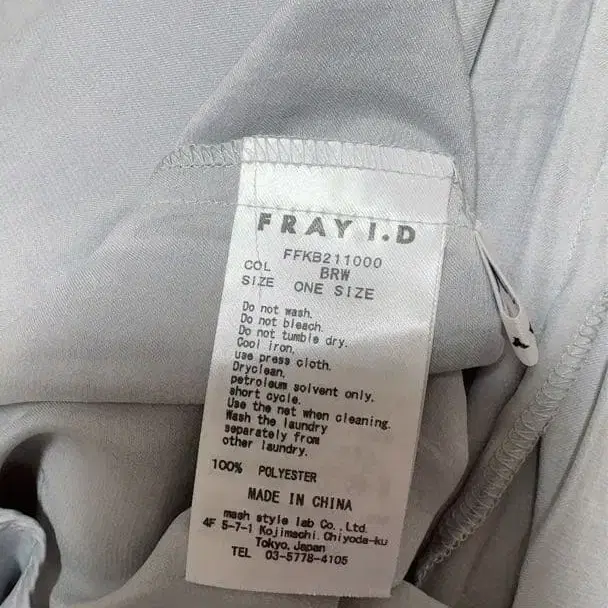 FRAY I.D
FFKB211000
COL BRW
SIZE ONE SIZE
Do not wash.
Do not bleach.
Do not tumble dry.
Cool iron.
use press cloth.
Dryclean.
petroleum solvent only.
short cycle.
Use the net when cleaning.
Wash the laundry
separately from
other laundry.
100% POLYESTER
MADE IN CHINA
mash style lab Co., Ltd.
4F 5-7-1 Kojimachi. Chiyoda-ku
Tokyo. Japan
TEL 03-5778-4105